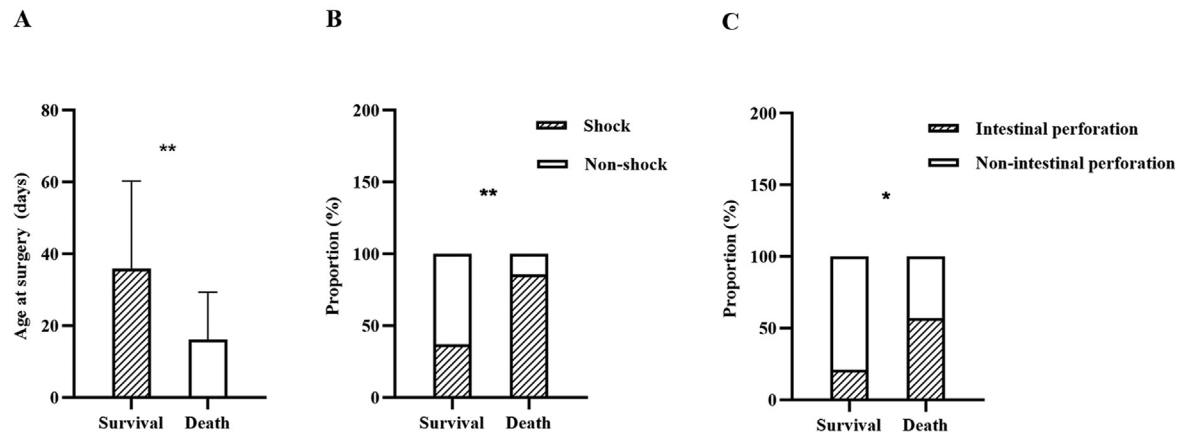 A
B
C
Age at surgery (days)
80
60
40
20
0
**
Survival
Death
Proportion (%)
200
150
100
50
0
Shock
Non-shock
**
Survival
Death
Proportion (%)
200
150
100
50
0
Intestinal perforation
Non-intestinal perforation
*
Survival
Death